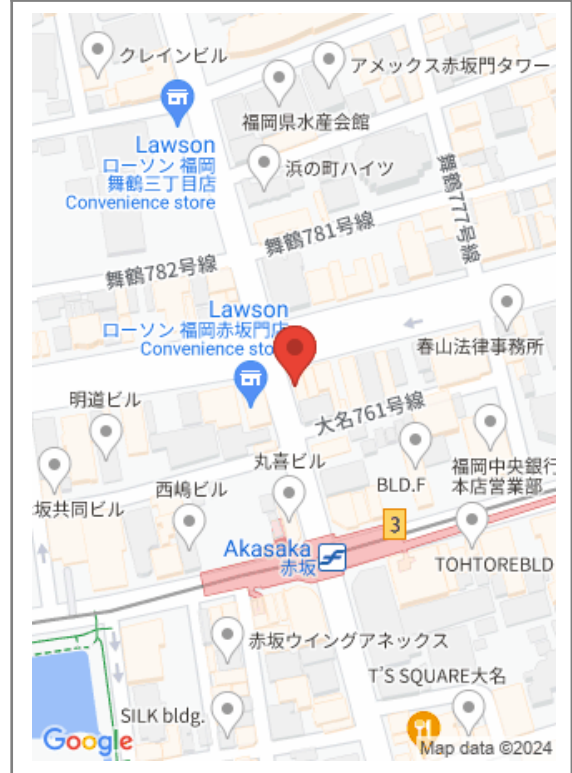 クレインビル
アメックス赤坂門タワー
福岡県水産会館
Lawson
ローソン 福岡
舞鶴三丁目店
Convenience store
浜の町ハイツ
舞鶴777号線
舞鶴781号線
舞鶴782号線
Lawson
ローソン 福岡赤坂門店
Convenience sto
春山法律事務所
明道ビル
大名761号線
丸喜ビル
福岡中央銀行
本店営業部
BLD.F
坂共同ビル
西嶋ビル
3
Akasaka
赤坂
TOHTOREBLD
赤坂ウイングアネックス
T'S SQUARE大名
SILK bldg.
Google
Map data ©2024